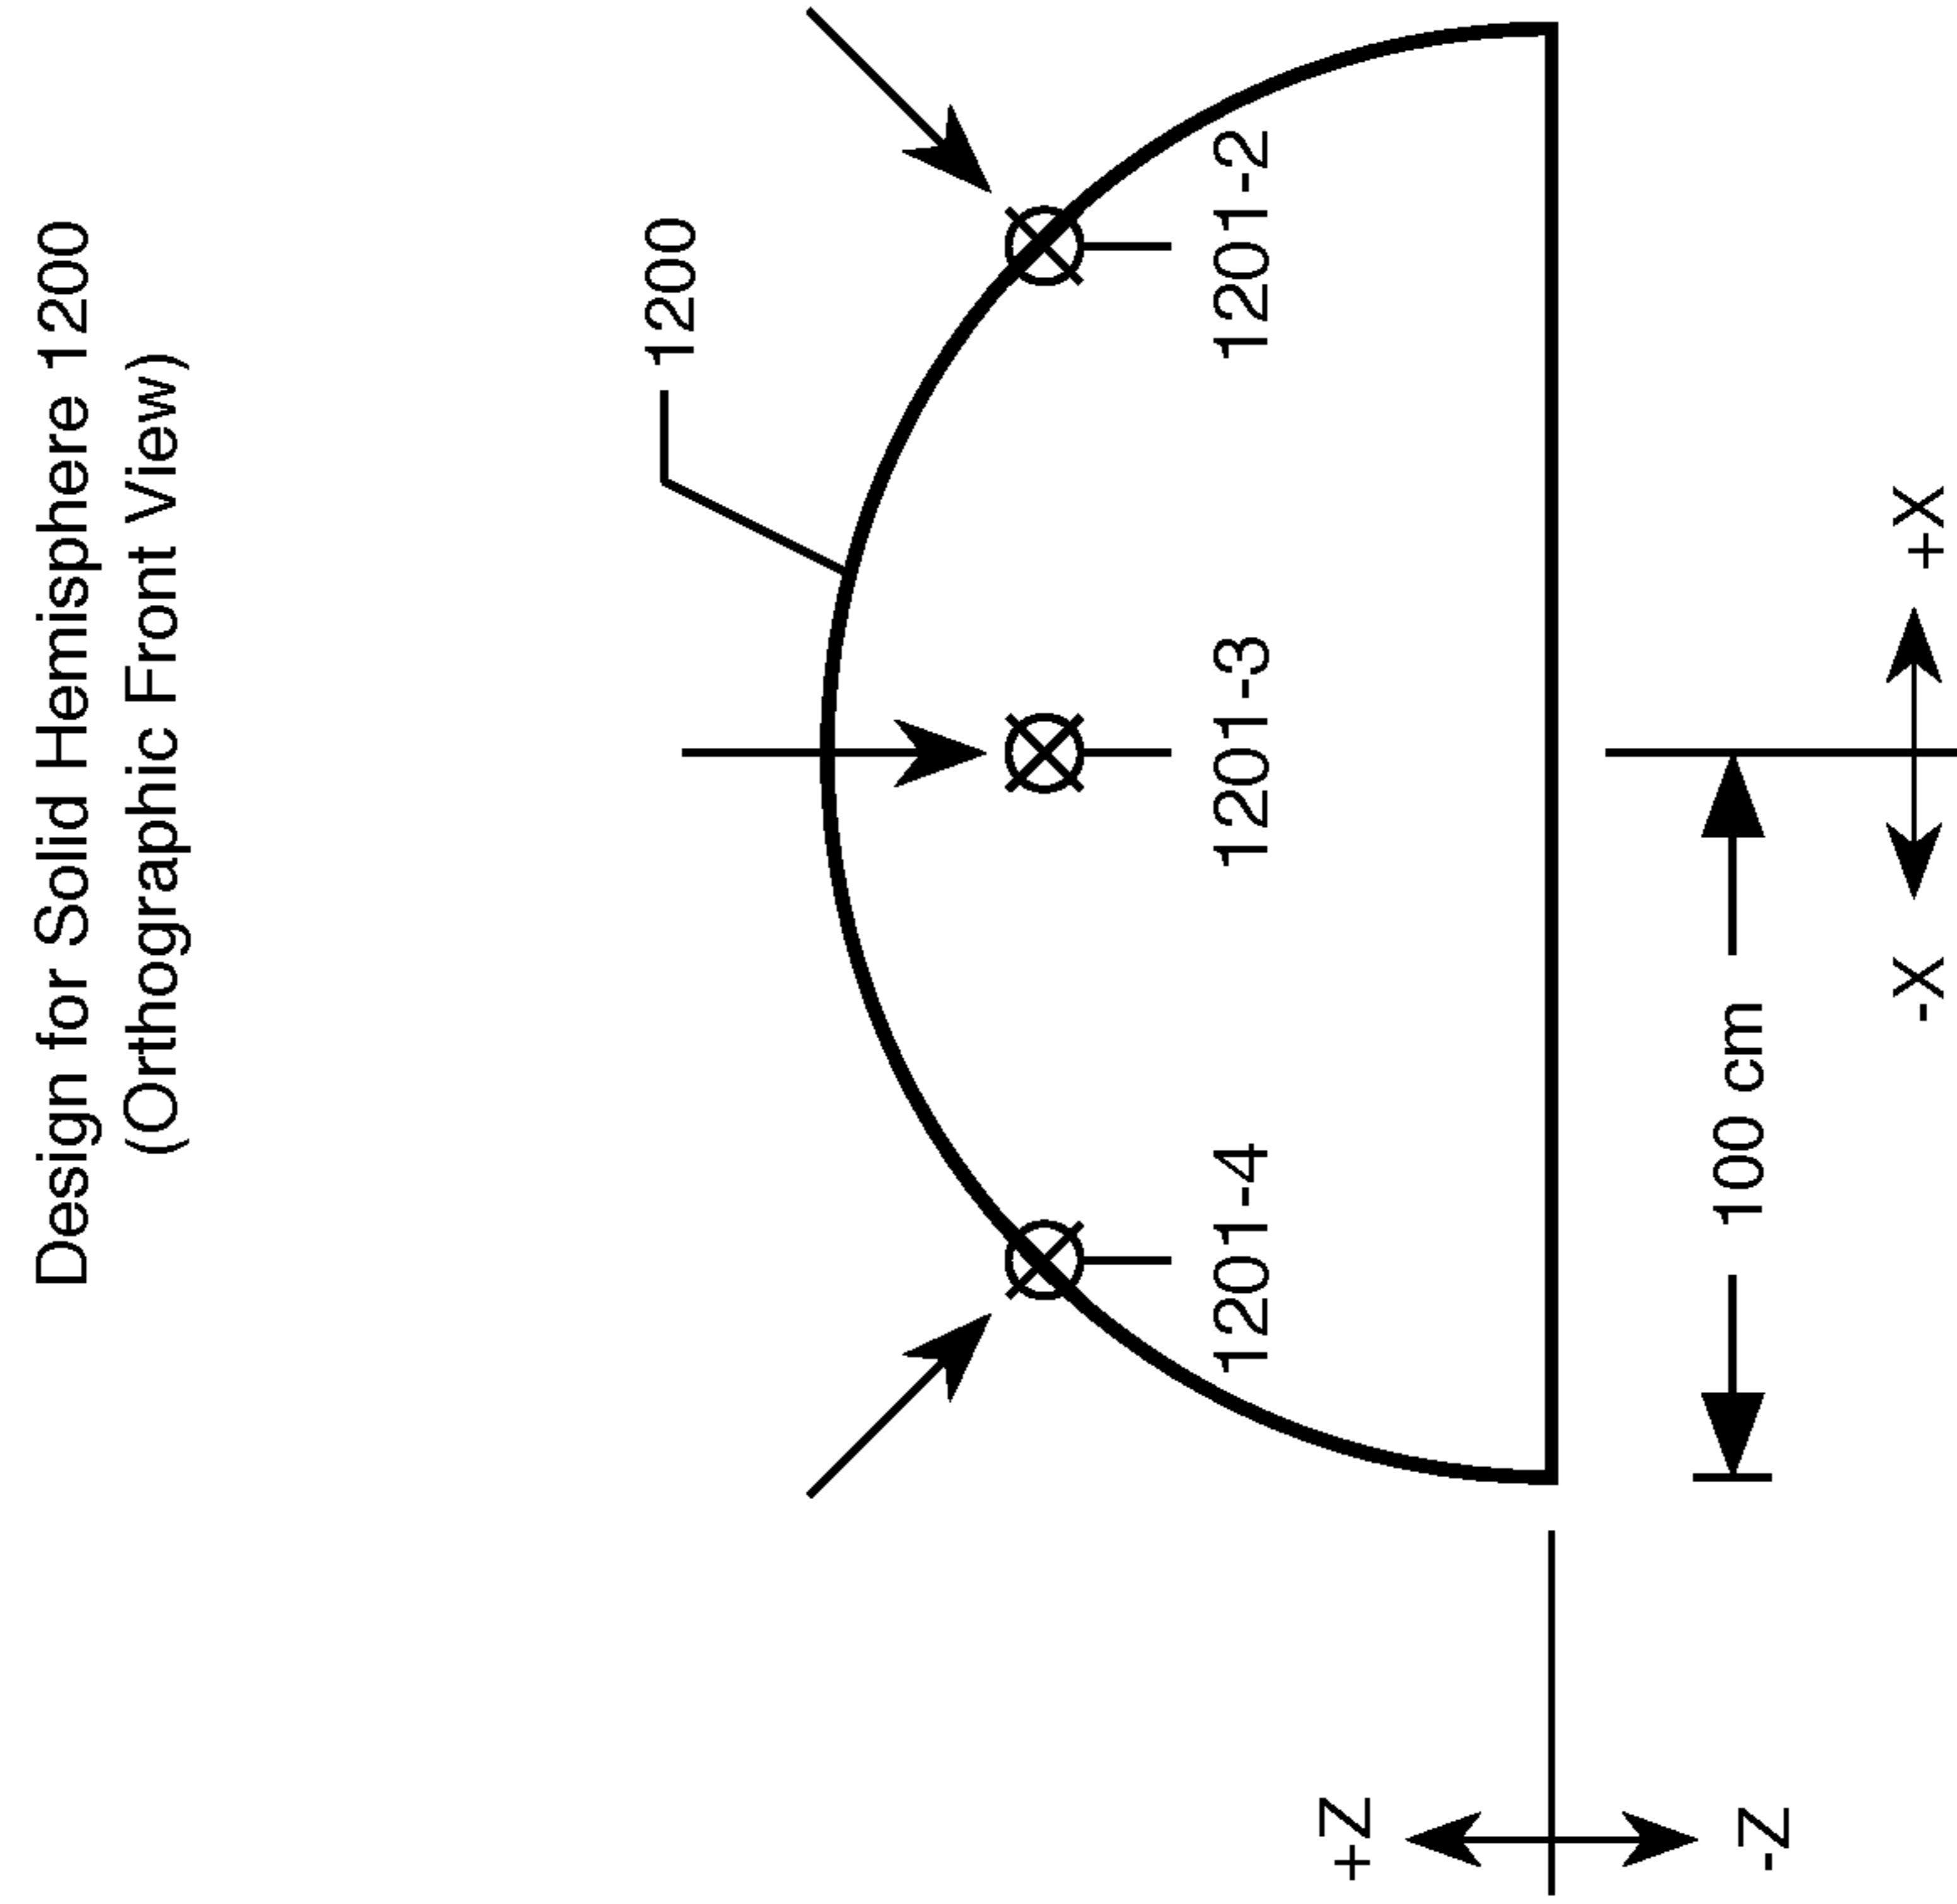 Design for Solid Hemisphere 1200
(Orthographic Front View)
1200
1201-4
1201-3
1201-2
+Z
-Z
100 cm
-X
+X